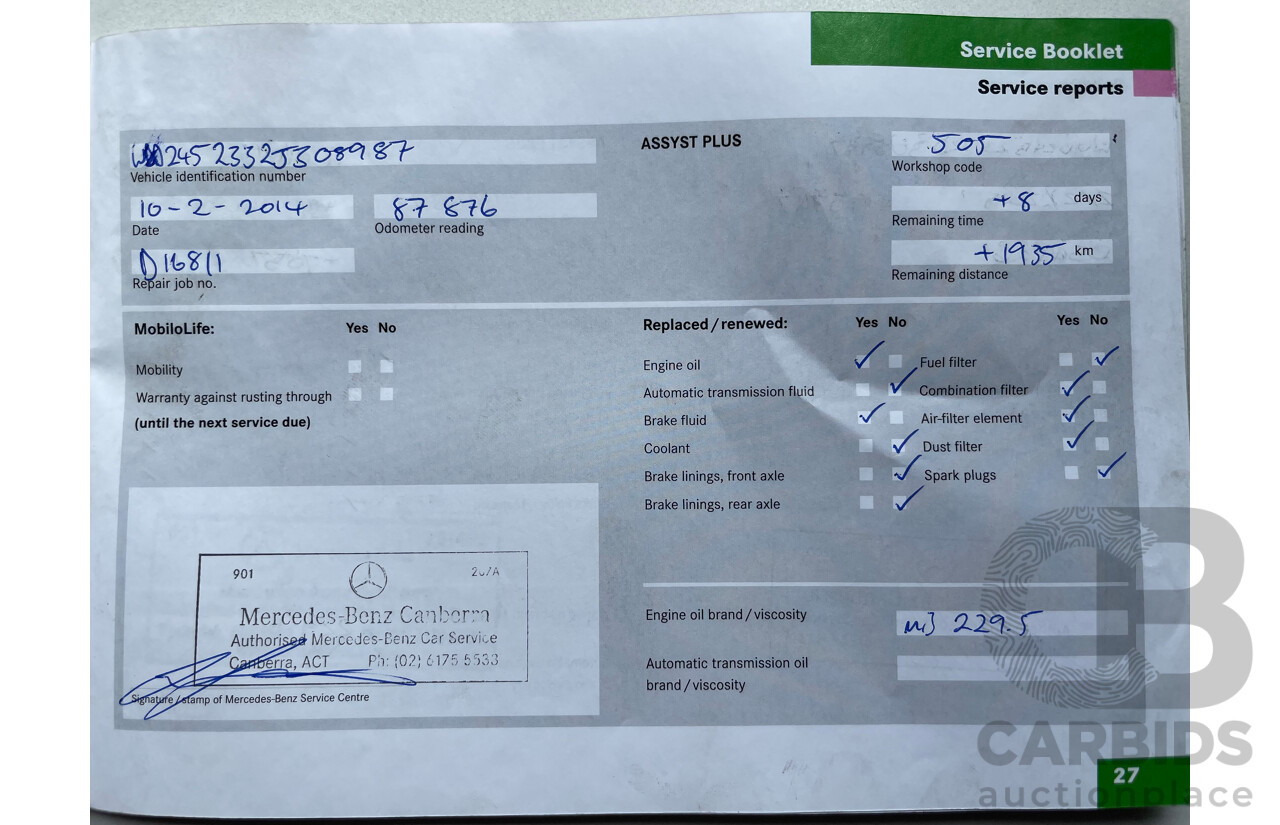 Service Booklet
Service reports
WDD2452332J308987
Vehicle identification number
10-2-2014
Date
87 876
Odometer reading
D16811
Repair job no.
ASSYST PLUS
505
Workshop code
+8 days
Remaining time
+1935 km
Remaining distance
MobiloLife: Yes No
Mobility
Warranty against rusting through
(until the next service due)
Replaced / renewed: Yes No Yes No
Engine oil Fuel filter
Automatic transmission fluid Combination filter
Brake fluid Air-filter element
Coolant Dust filter
Brake linings, front axle Spark plugs
Brake linings, rear axle
901
Mercedes-Benz Canberra
Authorised Mercedes-Benz Car Service
Canberra, ACT Ph: (02) 6175 5533
Signature / stamp of Mercedes-Benz Service Centre
Engine oil brand / viscosity
229.5
Automatic transmission oil
brand / viscosity
27
CB
CARBIDS
auctionplace